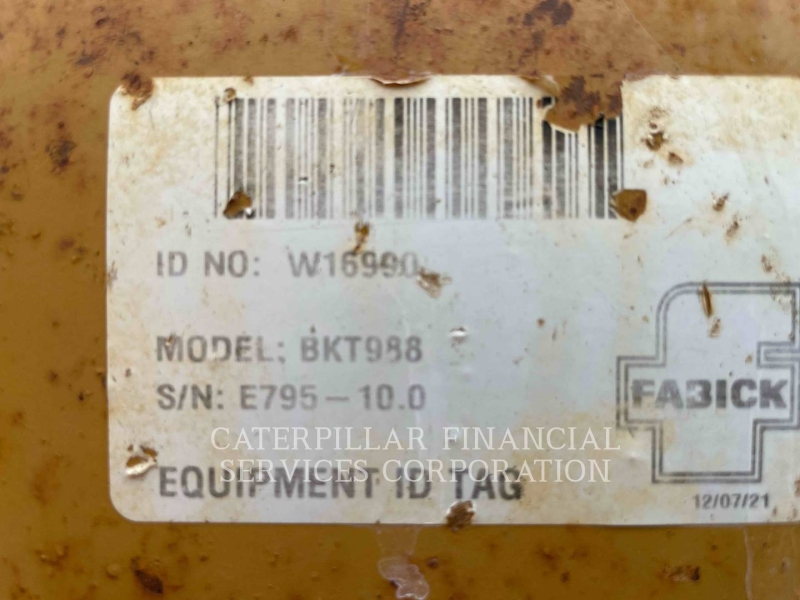 ID NO: W16990
MODEL: BKT988
S/N: E795-10.0
FABICK
CATERPILLAR FINANCIAL
SERVICES CORPORATION
EQUIPMENT ID TAG
12/07/21